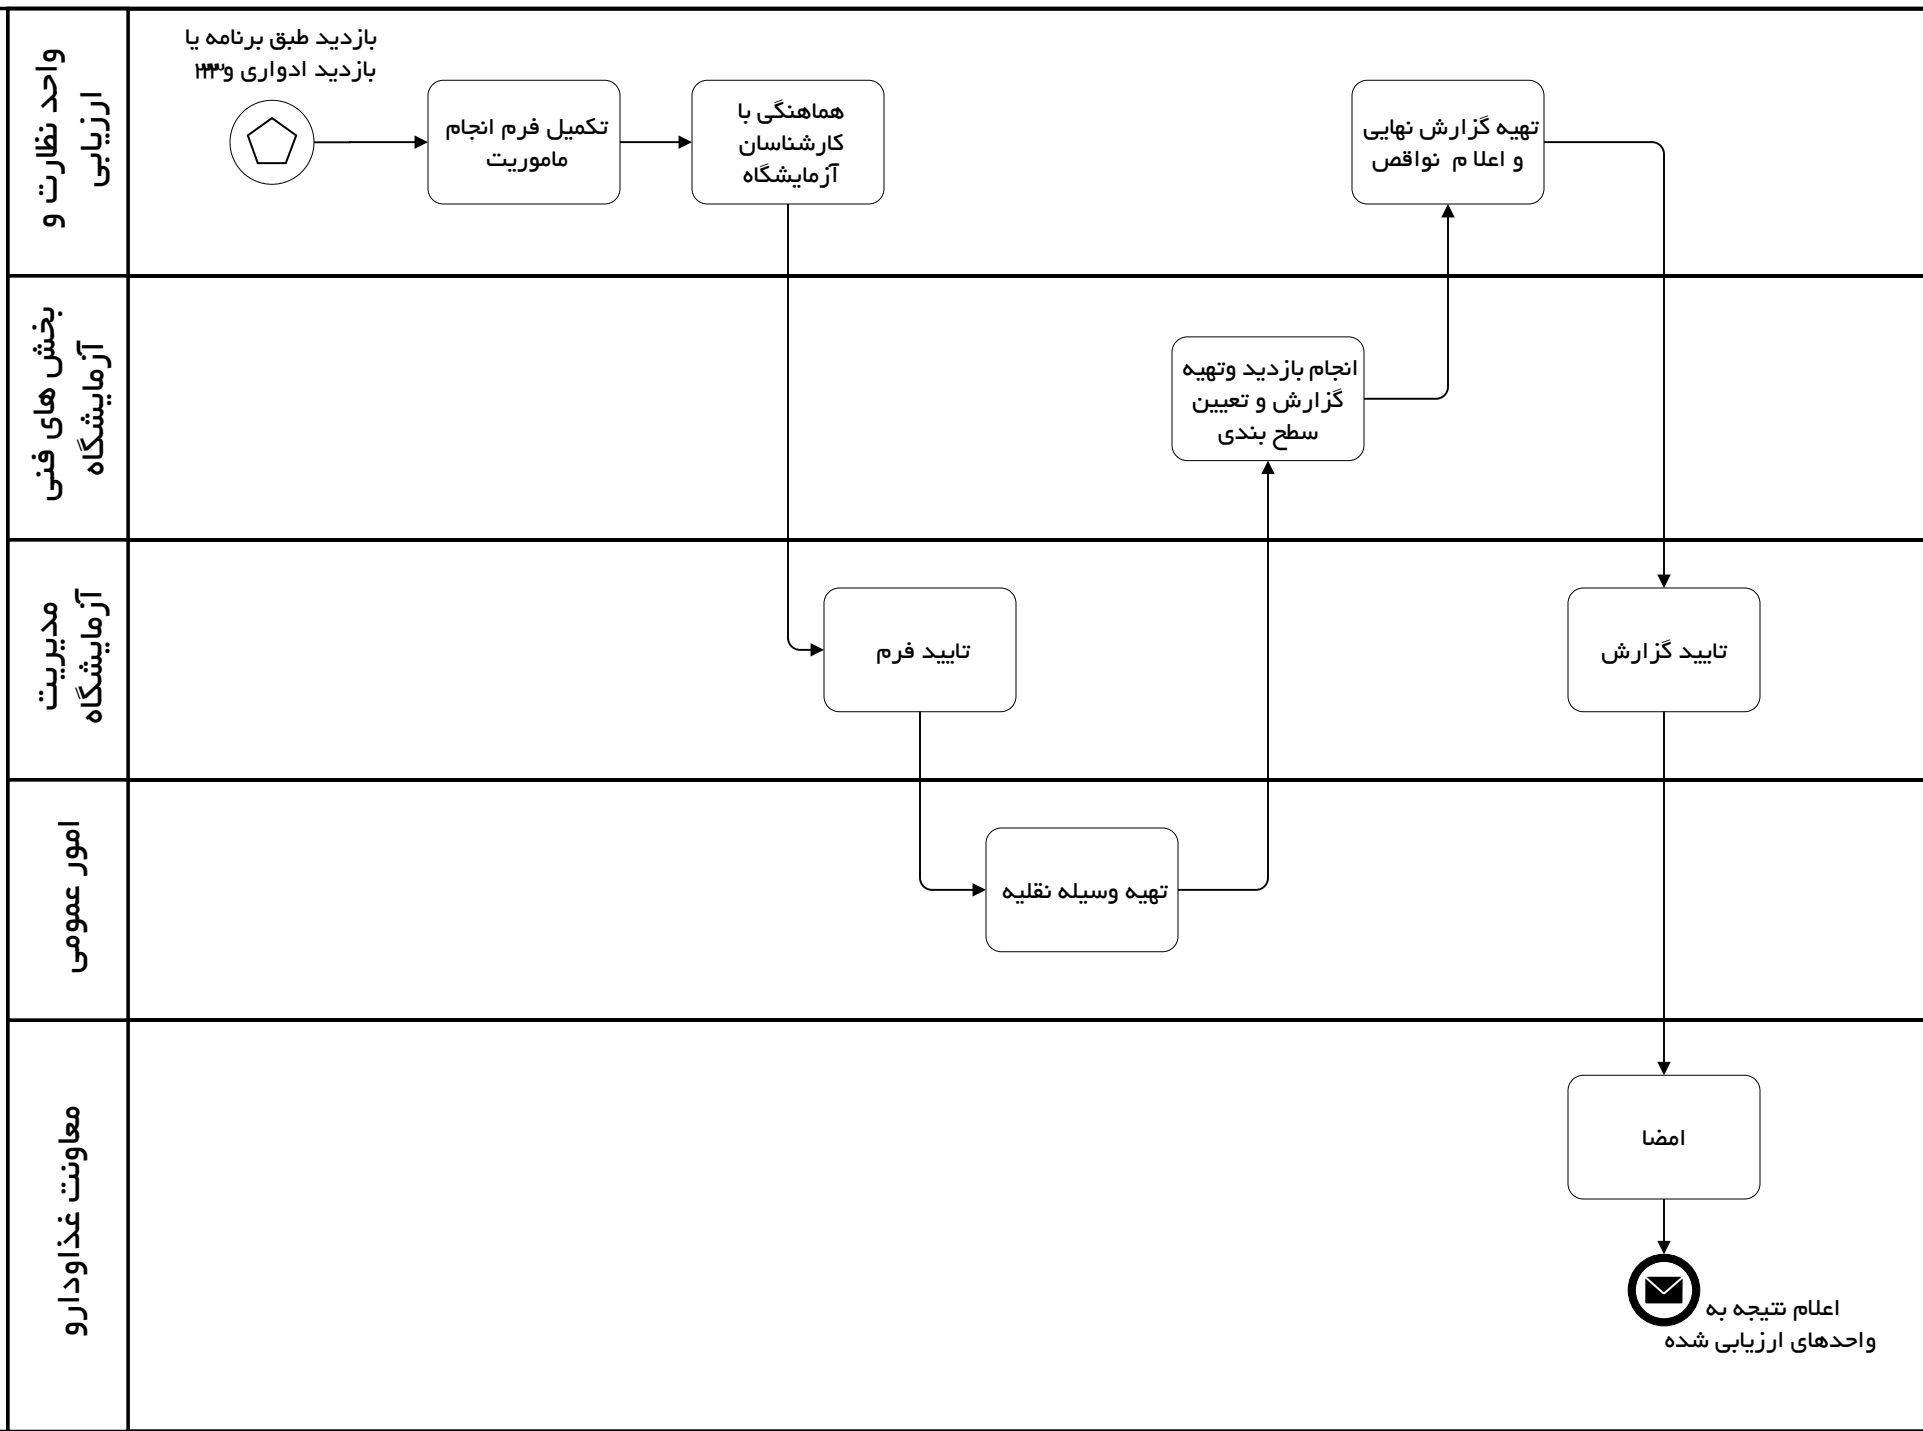 واحد نظارت و
ارزیابی
بازدید طبق برنامه یا
بازدید ادواری و
تکمیل فرم انجام
ماموریت
هماهنگی با
کارشناسان
آزمایشگاه
تهیه گزارش نهایی
و اعلا م نواقص
بخش های فنی
آزمایشگاه
انجام بازدید وتهیه
گزارش و تعیین
سطح بندی
مدیریت
آزمایشگاه
تایید فرم
تایید گزارش
امور عمومی
تهیه وسیله نقلیه
معاونت غذاودارو
امضا
اعلام نتیجه به
واحدهای ارزیابی شده